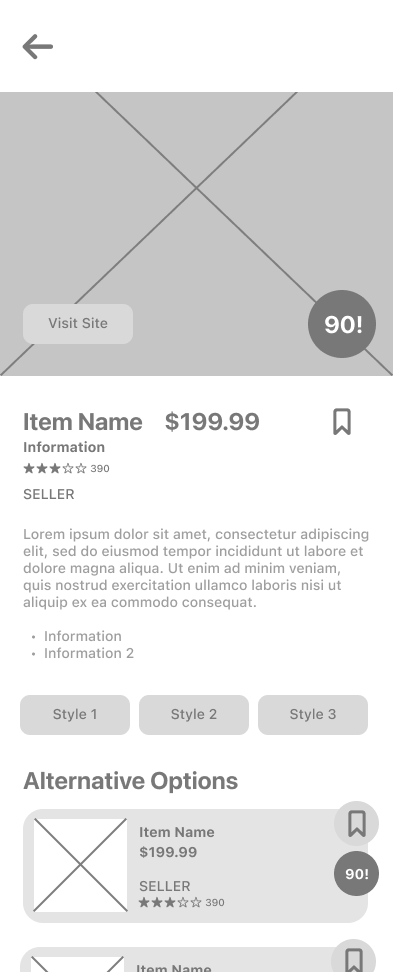 Visit Site
90!
Item Name $199.99
Information
390
SELLER
Lorem ipsum dolor sit amet, consectetur adipiscing
elit, sed do eiusmod tempor incididunt ut labore et
dolore magna aliqua. Ut enim ad minim veniam,
quis nostrud exercitation ullamco laboris nisi ut
aliquip ex ea commodo consequat.
• Information
• Information 2
Style 1
Style 2
Style 3
Alternative Options
Item Name
$199.99
90!
SELLER
390
Item Name